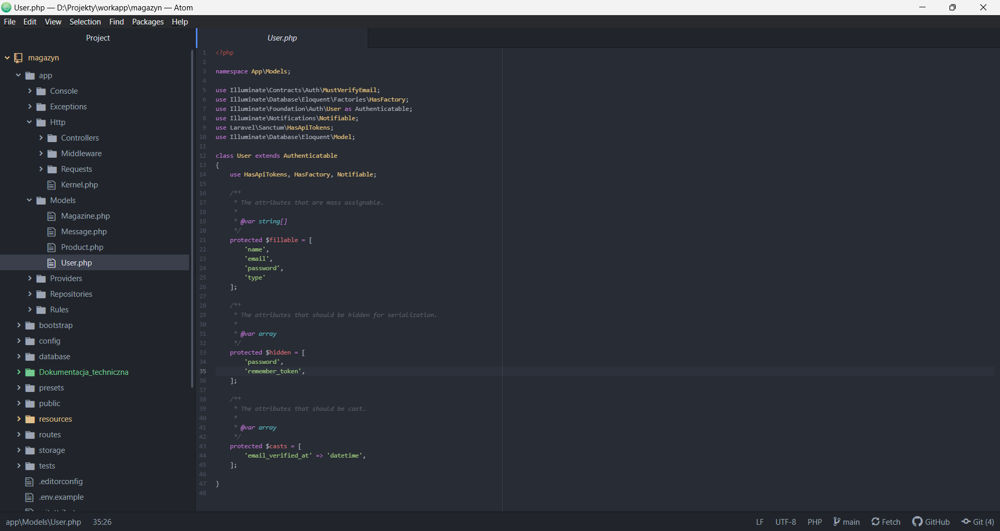 User.php — D:\Projekty\workapp\magazyn — Atom
File Edit View Selection Find Packages Help
Project
magazyn
app
Console
Exceptions
Http
Controllers
Middleware
Requests
Kernel.php
Models
Magazine.php
Message.php
Product.php
User.php
Providers
Repositories
Rules
bootstrap
config
database
Dokumentacja_techniczna
presets
public
resources
routes
storage
tests
.editorconfig
.env.example
User.php
1 <?php
2
3 namespace App\Models;
4
5 use Illuminate\Contracts\Auth\MustVerifyEmail;
6 use Illuminate\Database\Eloquent\Factories\HasFactory;
7 use Illuminate\Foundation\Auth\User as Authenticatable;
8 use Illuminate\Notifications\Notifiable;
9 use Laravel\Sanctum\HasApiTokens;
10 use Illuminate\Database\Eloquent\Model;
11
12 class User extends Authenticatable
13 {
14     use HasApiTokens, HasFactory, Notifiable;
15
16     /**
17      * The attributes that are mass assignable.
18      *
19      * @var string[]
20      */
21     protected $fillable = [
22         'name',
23         'email',
24         'password',
25         'type'
26     ];
27
28     /**
29      * The attributes that should be hidden for serialization.
30      *
31      * @var array
32      */
33     protected $hidden = [
34         'password',
35         'remember_token',
36     ];
37
38     /**
39      * The attributes that should be cast.
40      *
41      * @var array
42      */
43     protected $casts = [
44         'email_verified_at' => 'datetime',
45     ];
46
47 }
48
app\Models\User.php 35:26 LF UTF-8 PHP main Fetch GitHub Git (4)